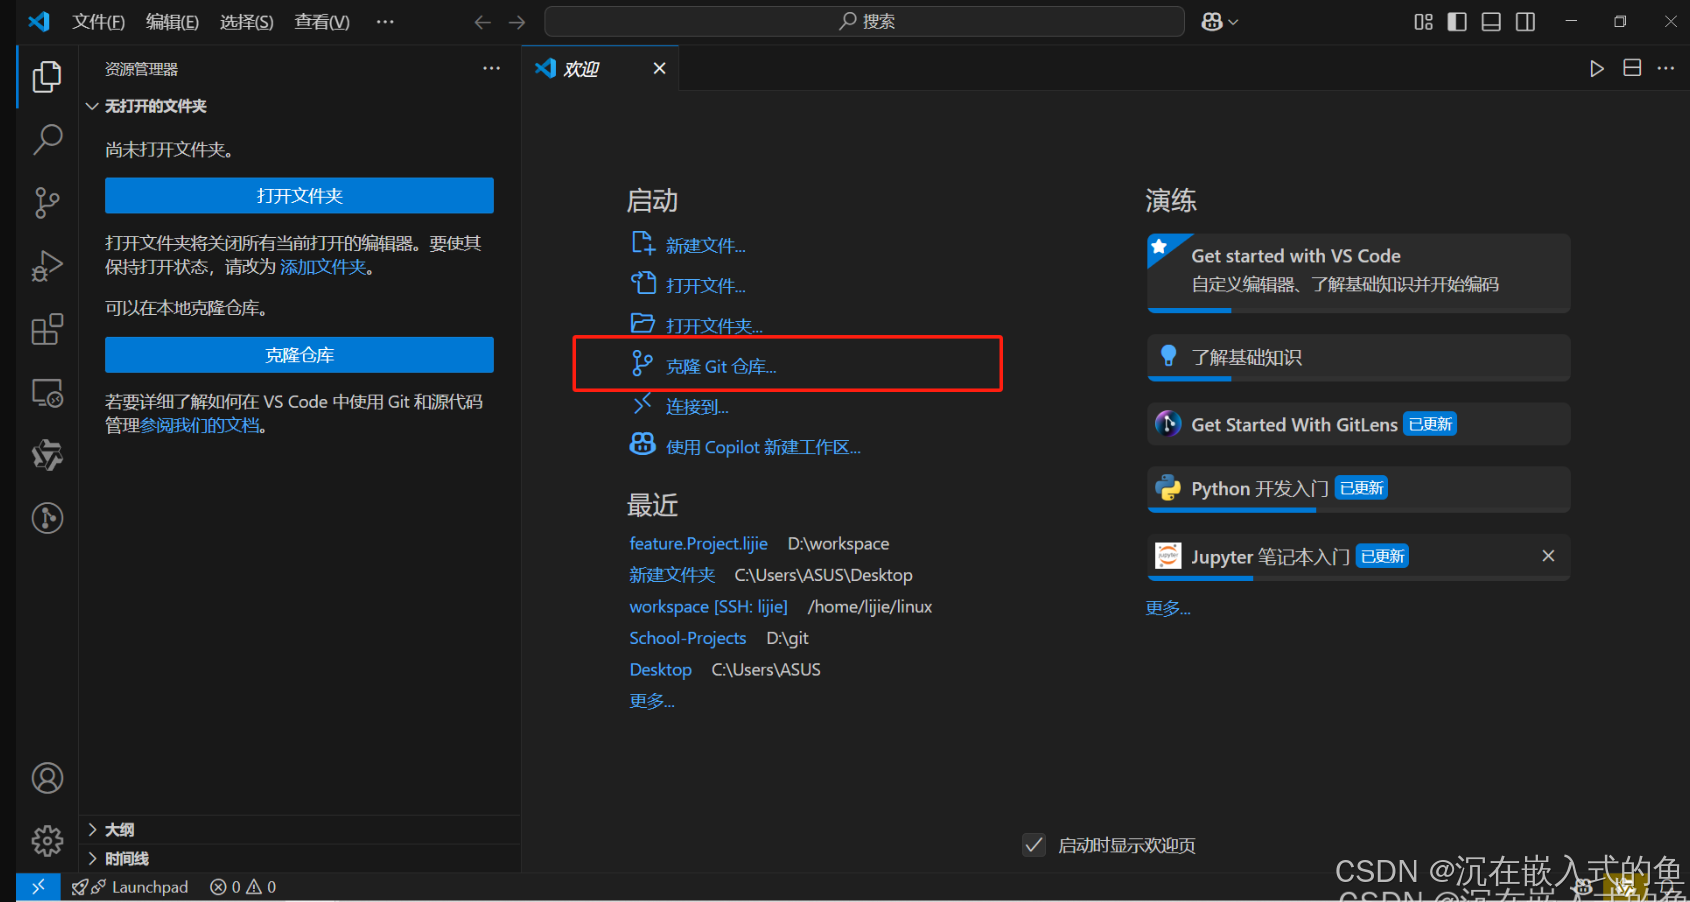 文件(F) 编辑(E) 选择(S) 查看(V) ··· 搜索
资源管理器 ···
欢迎
无打开的文件夹
尚未打开文件夹。
打开文件夹
打开文件夹将关闭所有当前打开的编辑器。要使其
保持打开状态，请改为 添加文件夹。
可以在本地克隆仓库。
克隆仓库
若要详细了解如何在 VS Code 中使用 Git 和源代码
管理参阅我们的文档。
大纲
时间线
启动
新建文件...
打开文件...
打开文件夹...
克隆 Git 仓库...
连接到...
使用 Copilot 新建工作区...
最近
feature.Project.lijie D:\workspace
新建文件夹 C:\Users\ASUS\Desktop
workspace [SSH: lijie] /home/lijie/linux
School-Projects D:\git
Desktop C:\Users\ASUS
更多...
演练
Get started with VS Code
自定义编辑器、了解基础知识并开始编码
了解基础知识
Get Started With GitLens 已更新
Python 开发入门 已更新
Jupyter 笔记本入门 已更新
更多...
启动时显示欢迎页
Launchpad 0 0
CSDN @沉在嵌入式的鱼
CSDN @沉在嵌入式的鱼